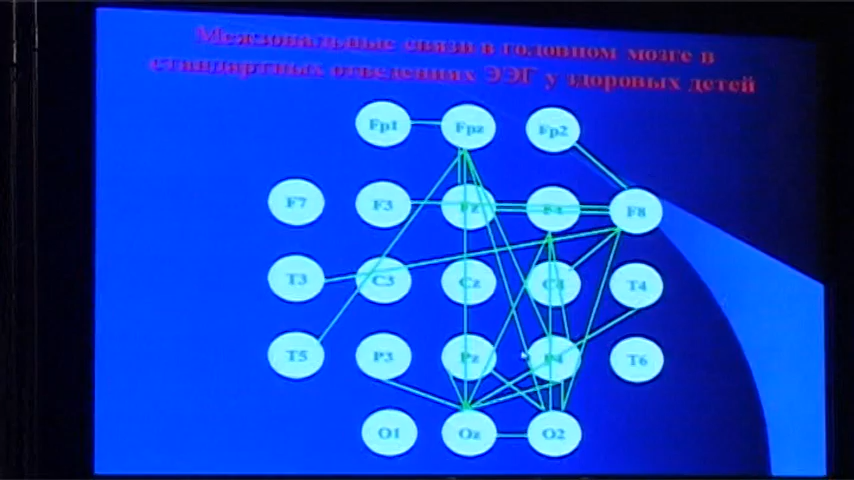 Межзональные связи в головном мозге в
стандартных отведениях ЭЭГ у здоровых детей
Fp1 Fpz Fp2
F7 F3 Fz F4 F8
T3 C3 Cz C4 T4
T5 P3 Pz P4 T6
O1 Oz O2